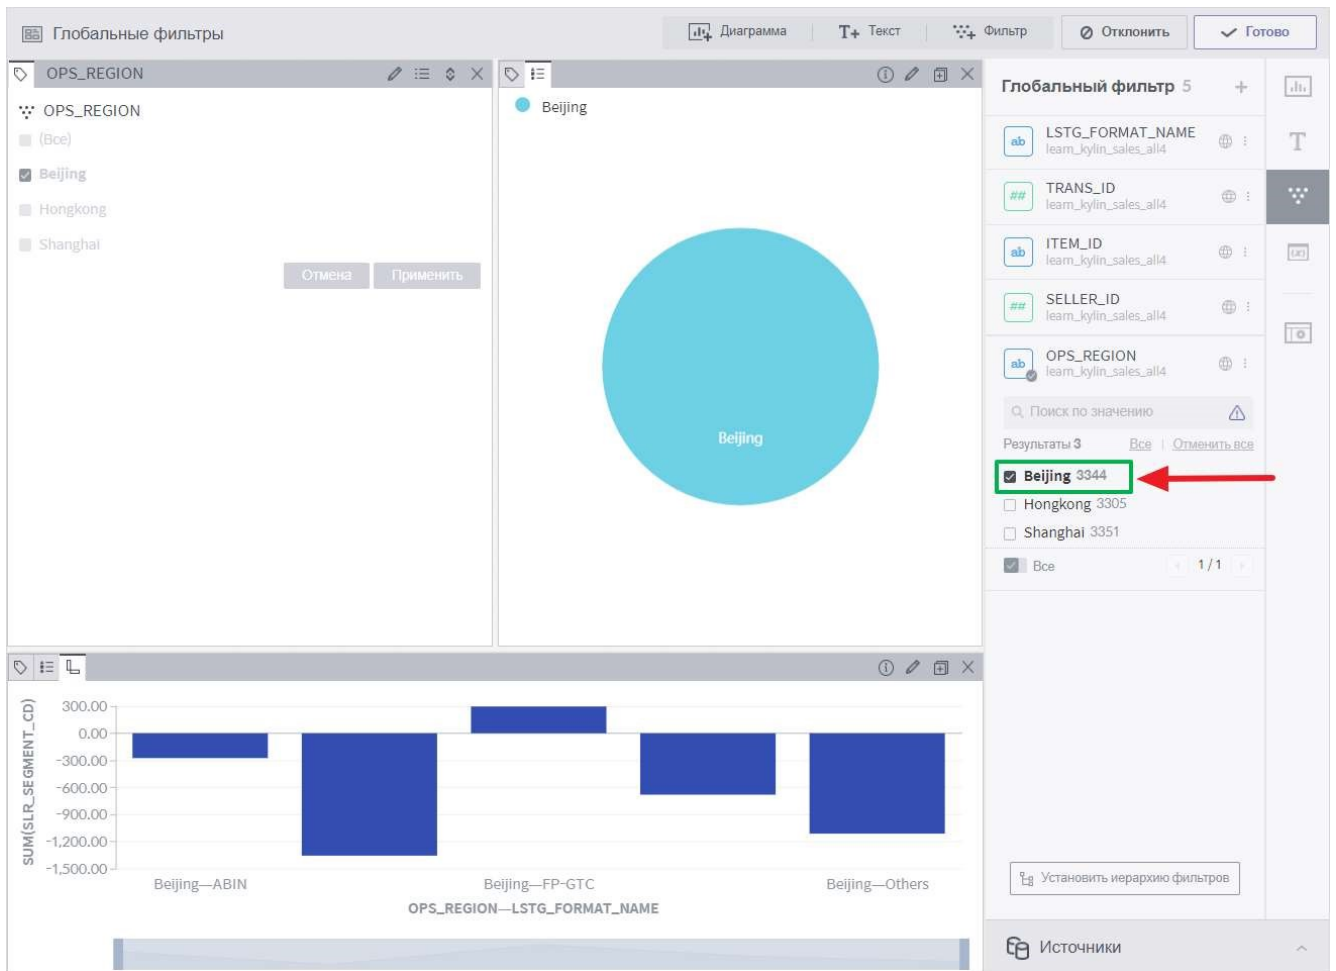 Глобальные фильтры
Диаграмма
T+ Текст
Фильтр
Отклонить
Готово
OPS_REGION
OPS_REGION
(Все)
Beijing
Hongkong
Shanghai
Отмена
Применить
Beijing
Beijing
Глобальный фильтр 5
ab LSTG_FORMAT_NAME
learn_kylin_sales_all4
## TRANS_ID
learn_kylin_sales_all4
ab ITEM_ID
learn_kylin_sales_all4
## SELLER_ID
learn_kylin_sales_all4
ab OPS_REGION
learn_kylin_sales_all4
Поиск по значению
Результаты 3 Все | Отменить все
Beijing 3344
Hongkong 3305
Shanghai 3351
Все 1 / 1
Установить иерархию фильтров
Источники
T
(x)
SUM(SLR_SEGMENT_CD)
300.00
0.00
-300.00
-600.00
-900.00
-1,200.00
-1,500.00
Beijing—ABIN
Beijing—FP-GTC
Beijing—Others
OPS_REGION—LSTG_FORMAT_NAME